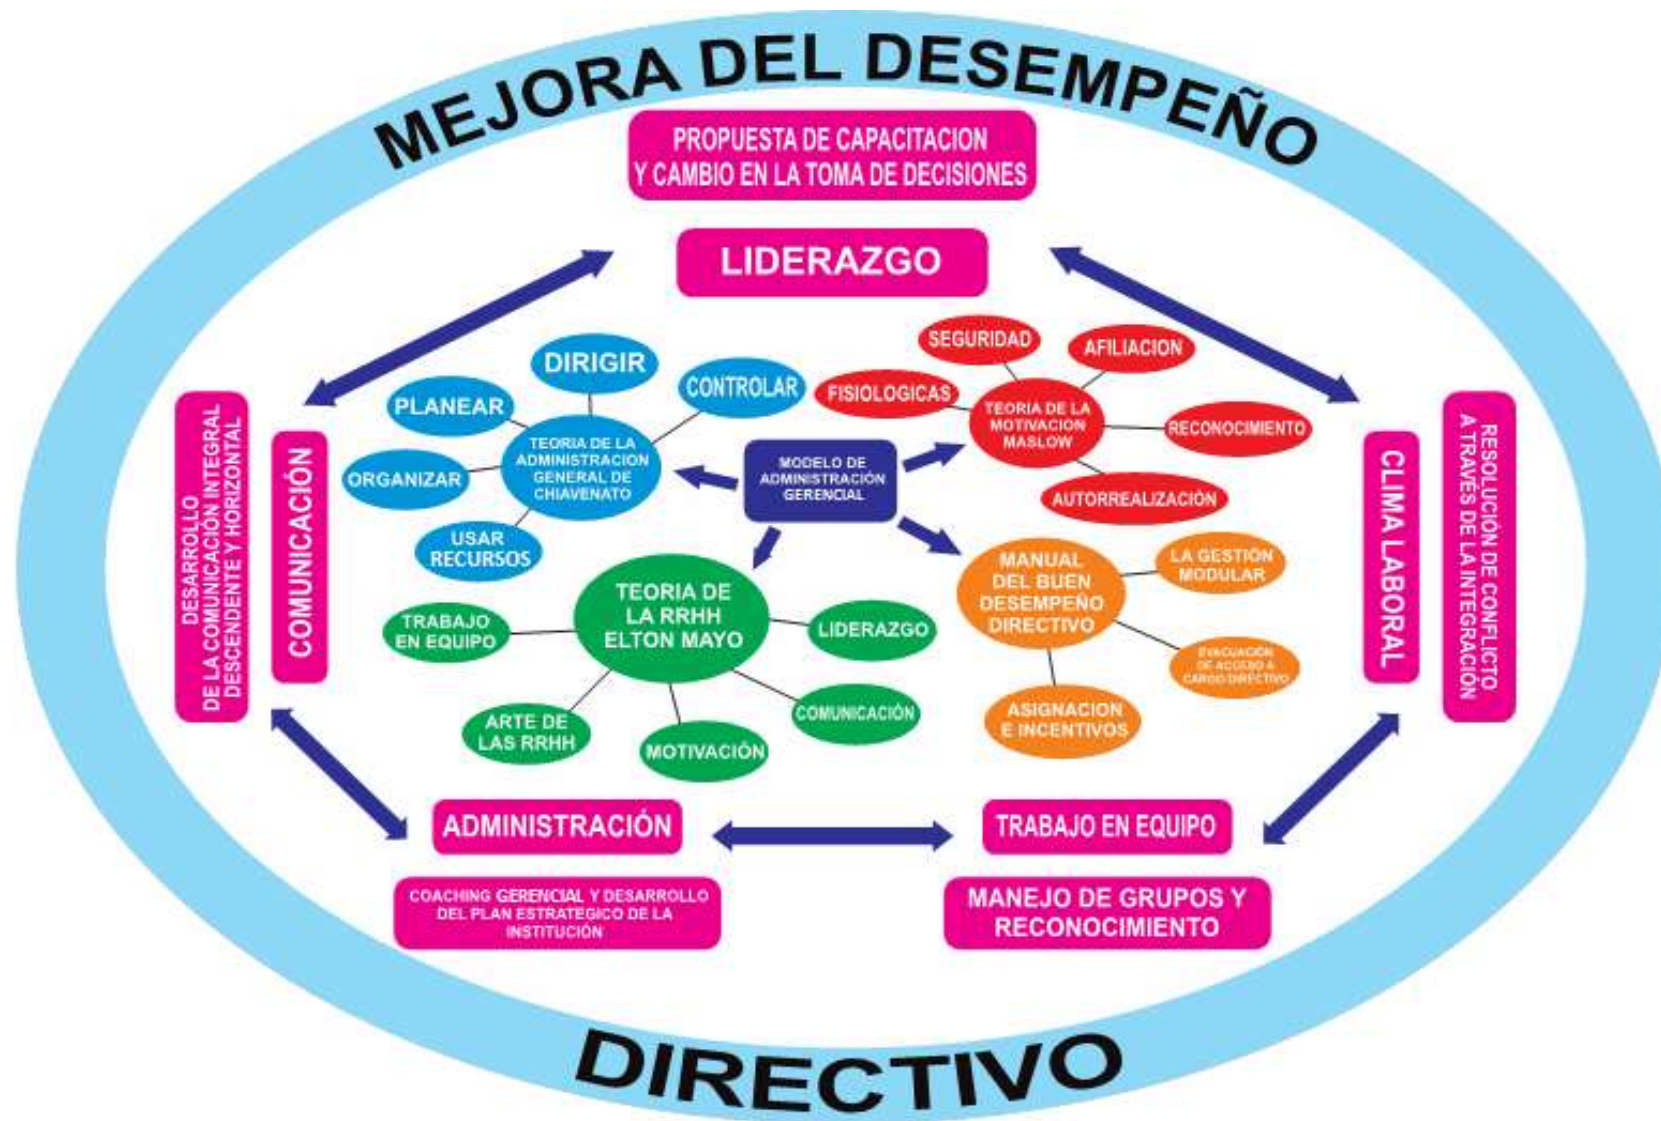 MEJORA DEL DESEMPEÑO
PROPUESTA DE CAPACITACION
Y CAMBIO EN LA TOMA DE DECISIONES
LIDERAZGO
DESARROLLO
DE LA COMUNICACIÓN INTEGRAL
DESCENDENTE Y HORIZONTAL
COMUNICACIÓN
DIRIGIR
PLANEAR
CONTROLAR
ORGANIZAR
TEORIA DE LA
ADMINISTRACION
GENERAL DE
CHIAVENATO
USAR
RECURSOS
MODELO DE
ADMINISTRACIÓN
GERENCIAL
SEGURIDAD
AFILIACION
FISIOLOGICAS
TEORIA DE LA
MOTIVACION
MASLOW
RECONOCIMIENTO
AUTORREALIZACIÓN
TEORIA DE
LA RRHH
ELTON MAYO
TRABAJO
EN EQUIPO
LIDERAZGO
ARTE DE
LAS RRHH
MOTIVACIÓN
COMUNICACIÓN
MANUAL
DEL BUEN
DESEMPEÑO
DIRECTIVO
LA GESTIÓN
MODULAR
EVACUACIÓN
DE ACCESO A
CARGO DIRECTIVO
ASIGNACION
E INCENTIVOS
CLIMA LABORAL
RESOLUCIÓN DE CONFLICTO
A TRAVÉS DE LA INTEGRACIÓN
ADMINISTRACIÓN
COACHING GERENCIAL Y DESARROLLO
DEL PLAN ESTRATEGICO DE LA
INSTITUCIÓN
TRABAJO EN EQUIPO
MANEJO DE GRUPOS Y
RECONOCIMIENTO
DIRECTIVO